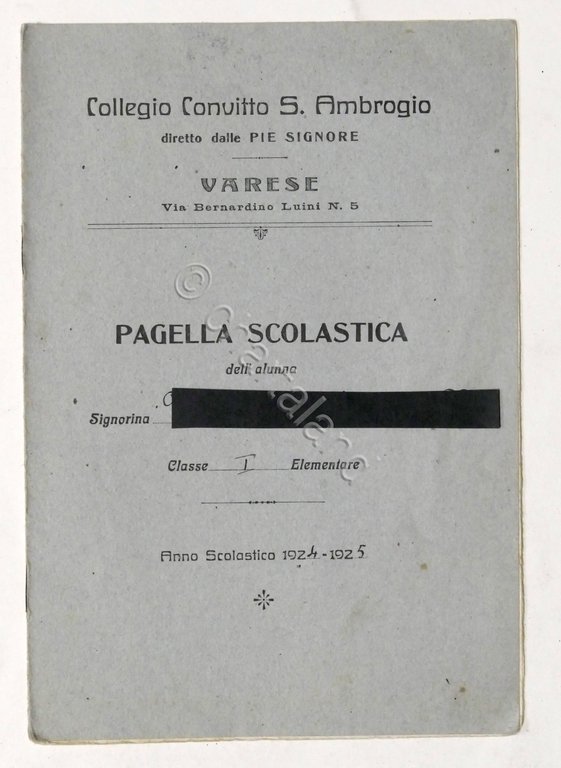 Collegio Convitto S. Ambrogio
diretto dalle PIE SIGNORE
VARESE
Via Bernardino Luini N. 5
PAGELLA SCOLASTICA
dell'alunna
Signorina
Classe I Elementare
Anno Scolastico 1924-1925